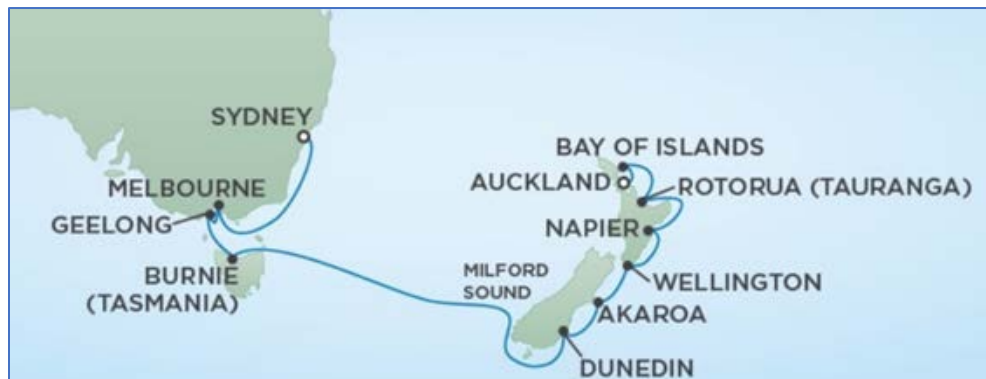 SYDNEY
MELBOURNE
GEELONG
BURNIE
(TASMANIA)
MILFORD
SOUND
BAY OF ISLANDS
AUCKLAND
ROTORUA (TAURANGA)
NAPIER
WELLINGTON
AKAROA
DUNEDIN